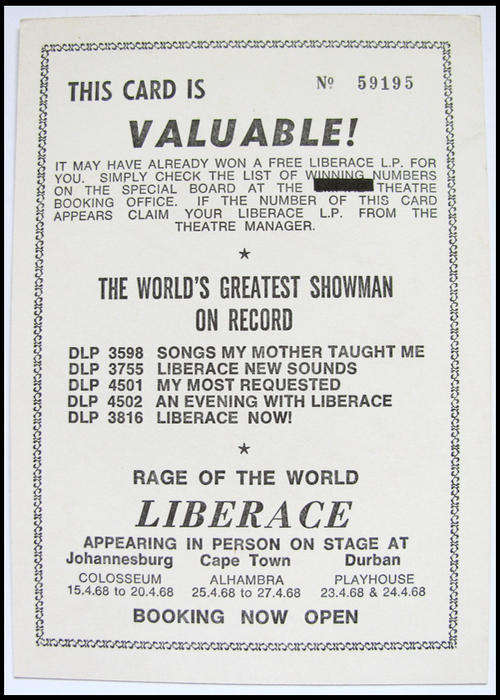 THIS CARD IS Nº 59195
VALUABLE!
IT MAY HAVE ALREADY WON A FREE LIBERACE L.P. FOR
YOU. SIMPLY CHECK THE LIST OF WINNING NUMBERS
ON THE SPECIAL BOARD AT THE THEATRE
BOOKING OFFICE. IF THE NUMBER OF THIS CARD
APPEARS CLAIM YOUR LIBERACE L.P. FROM THE
THEATRE MANAGER.
★
THE WORLD'S GREATEST SHOWMAN
ON RECORD
DLP 3598 SONGS MY MOTHER TAUGHT ME
DLP 3755 LIBERACE NEW SOUNDS
DLP 4501 MY MOST REQUESTED
DLP 4502 AN EVENING WITH LIBERACE
DLP 3816 LIBERACE NOW!
★
RAGE OF THE WORLD
LIBERACE
APPEARING IN PERSON ON STAGE AT
Johannesburg Cape Town Durban
COLOSSEUM ALHAMBRA PLAYHOUSE
15.4.68 to 20.4.68 25.4.68 to 27.4.68 23.4.68 & 24.4.68
BOOKING NOW OPEN